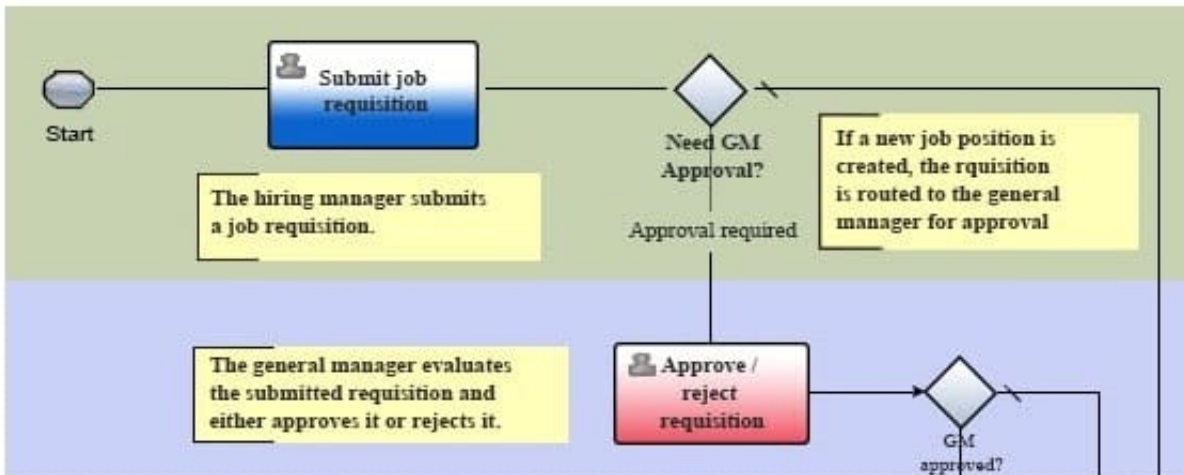 Submit job
requisition
Start
Need GM
Approval?
If a new job position is
created, the rquisition
is routed to the general
manager for approval
The hiring manager submits
a job requisition.
Approval required
The general manager evaluates
the submitted requisition and
either approves it or rejects it.
Approve /
reject
requisition
GM
approved?